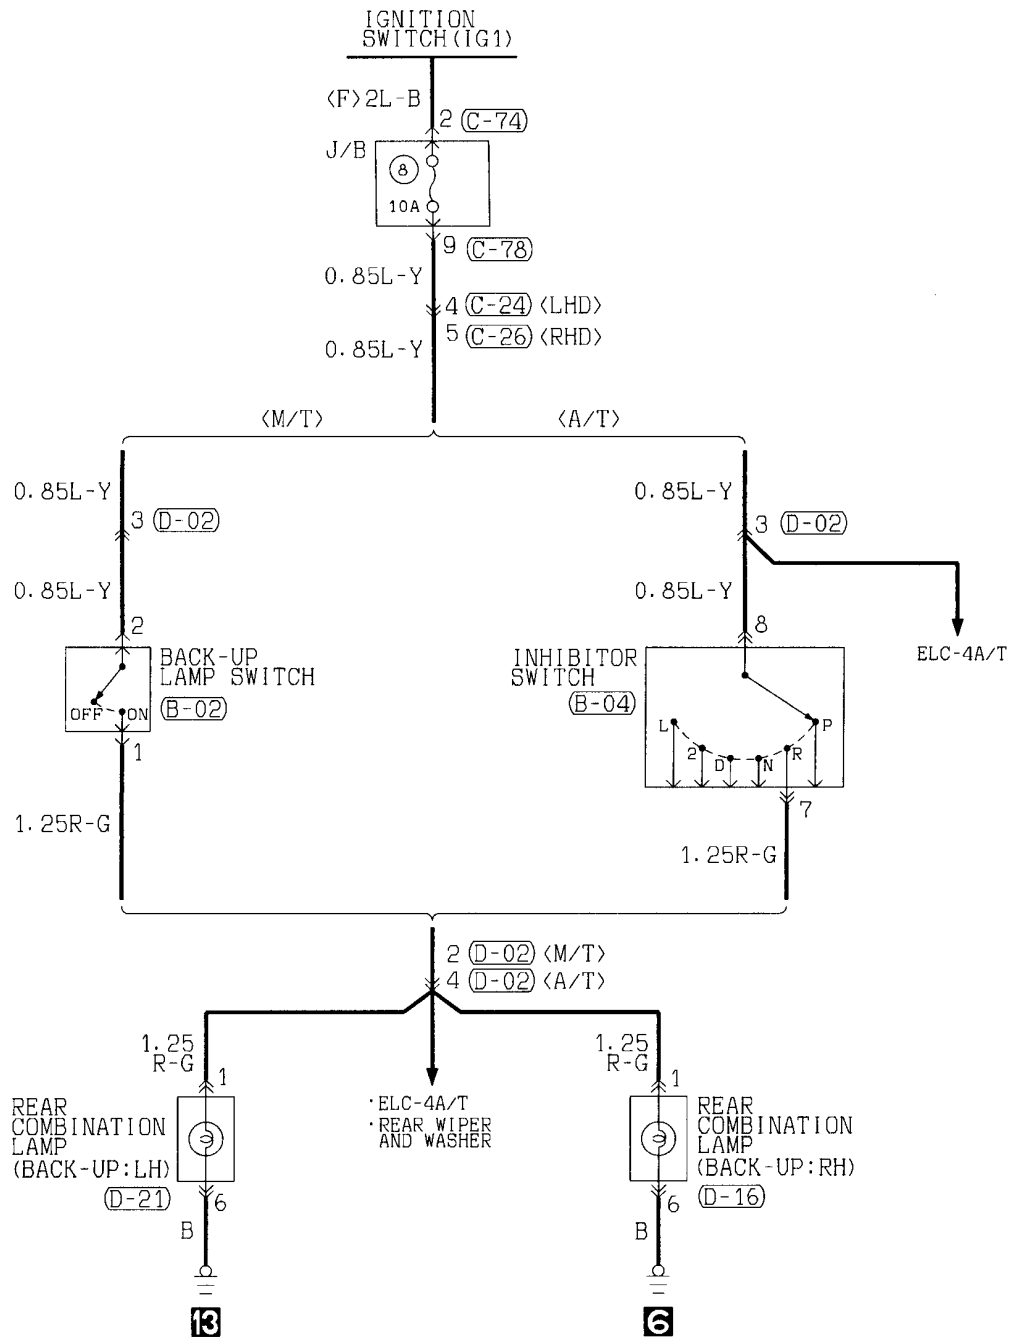 IGNITION
SWITCH(IG1)
<F>2L-B
2 (C-74)
J/B
8
10A
9 (C-78)
0.85L-Y
4 (C-24) <LHD>
5 (C-26) <RHD>
0.85L-Y
<M/T>
<A/T>
0.85L-Y
0.85L-Y
3 (D-02)
3 (D-02)
0.85L-Y
0.85L-Y
2
8
ELC-4A/T
BACK-UP
LAMP SWITCH
(B-02)
OFF
ON
1
INHIBITOR
SWITCH
(B-04)
L
2
D
N
R
P
7
1.25R-G
1.25R-G
2 (D-02) <M/T>
4 (D-02) <A/T>
1.25
R-G
1
REAR
COMBINATION
LAMP
(BACK-UP:LH)
(D-21)
6
B
13
·ELC-4A/T
·REAR WIPER
AND WASHER
1.25
R-G
1
REAR
COMBINATION
LAMP
(BACK-UP:RH)
(D-16)
6
B
6